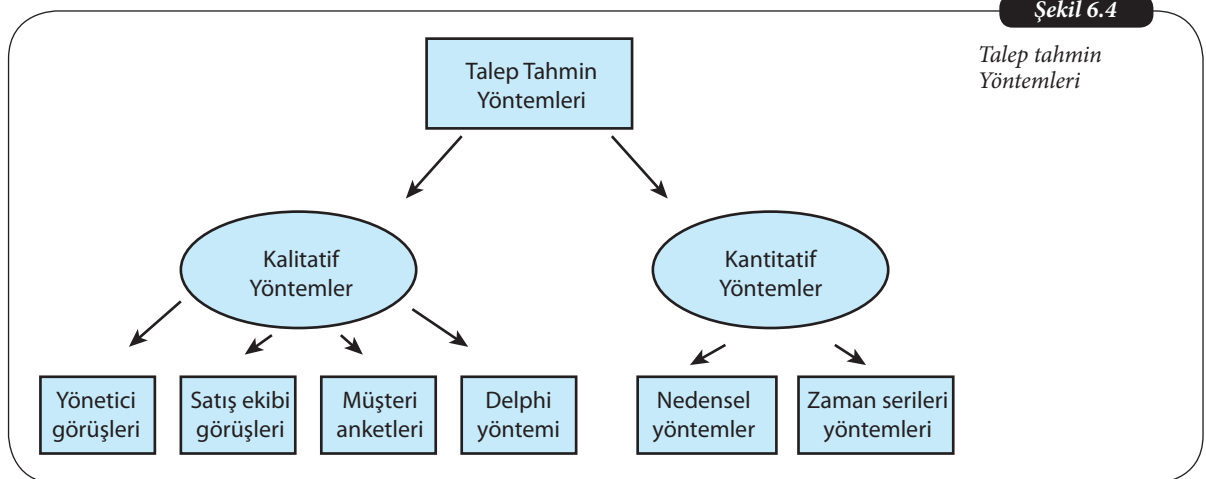 Şekil 6.4
Talep tahmin
Yöntemleri
Talep Tahmin
Yöntemleri
Kalitatif
Yöntemler
Kantitatif
Yöntemler
Yönetici
görüşleri
Satış ekibi
görüşleri
Müşteri
anketleri
Delphi
yöntemi
Nedensel
yöntemler
Zaman serileri
yöntemleri